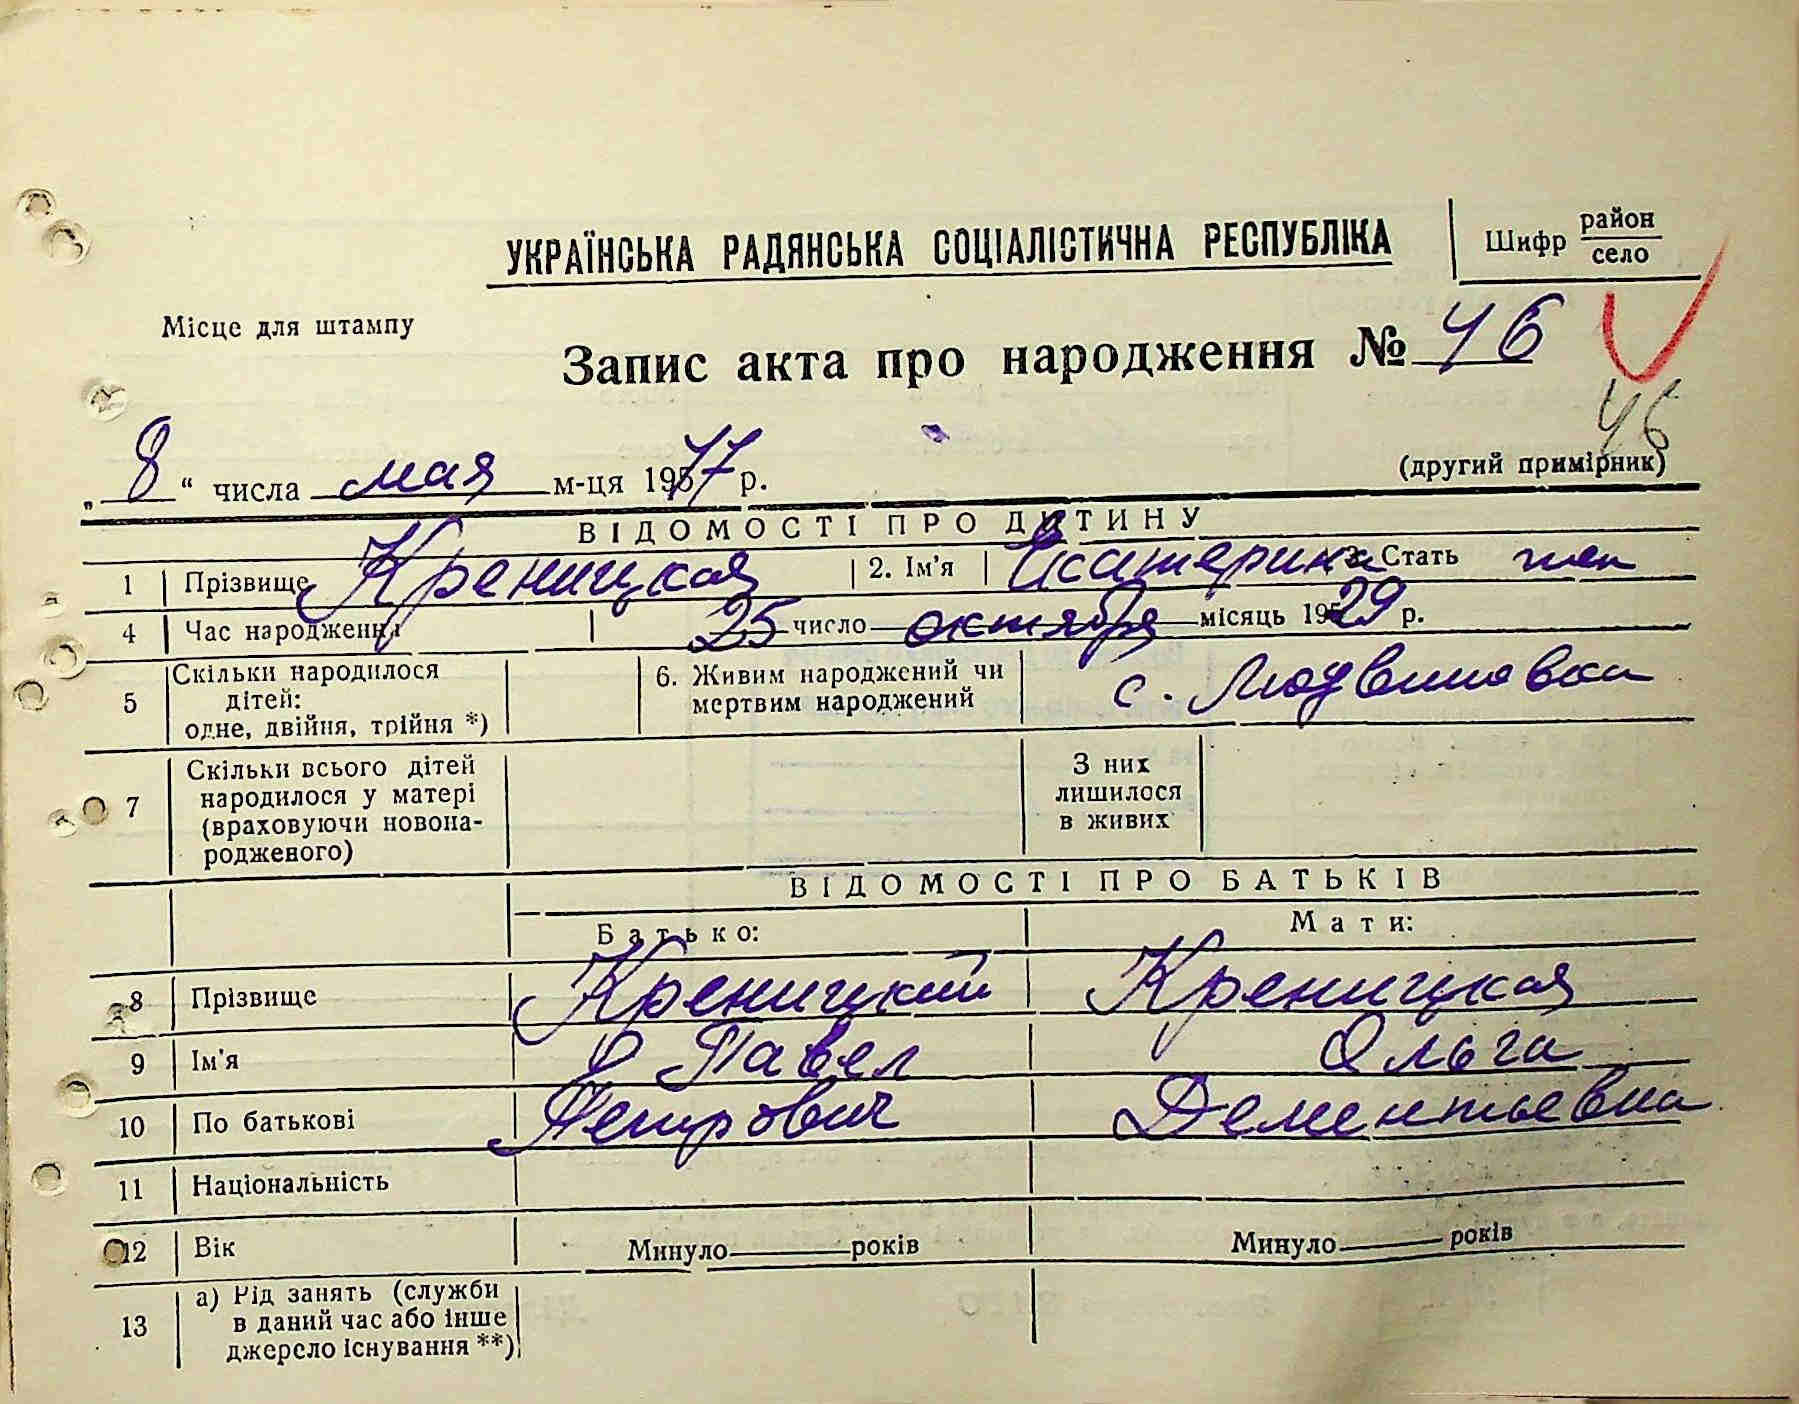 УКРАЇНСЬКА РАДЯНСЬКА СОЦІАЛІСТИЧНА РЕСПУБЛІКА
Шифр район
село
Місце для штампу
Запис акта про народження № 46
46
„ 8 “ числа мая м-ця 1977 р.
(другий примірник)
ВІДОМОСТІ ПРО ДИТИНУ
1 Прізвище Креницкая 2. Ім'я Екатерина 3. Стать жен
4 Час народження 25 число октября місяць 1929 р.
5 Скільки народилося дітей: одне, двійня, трійня *) 6. Живим народжений чи мертвим народжений с. Людвиновка
7 Скільки всього дітей народилося у матері (враховуючи новонародженого) З них лишилося в живих
ВІДОМОСТІ ПРО БАТЬКІВ
Батько: Мати:
8 Прізвище Креницкий Креницкая
9 Ім'я Павел Ольга
10 По батькові Петрович Дементьевна
11 Національність
12 Вік Минуло років Минуло років
13 а) Рід занять (служби в даний час або інше джерело існування **)